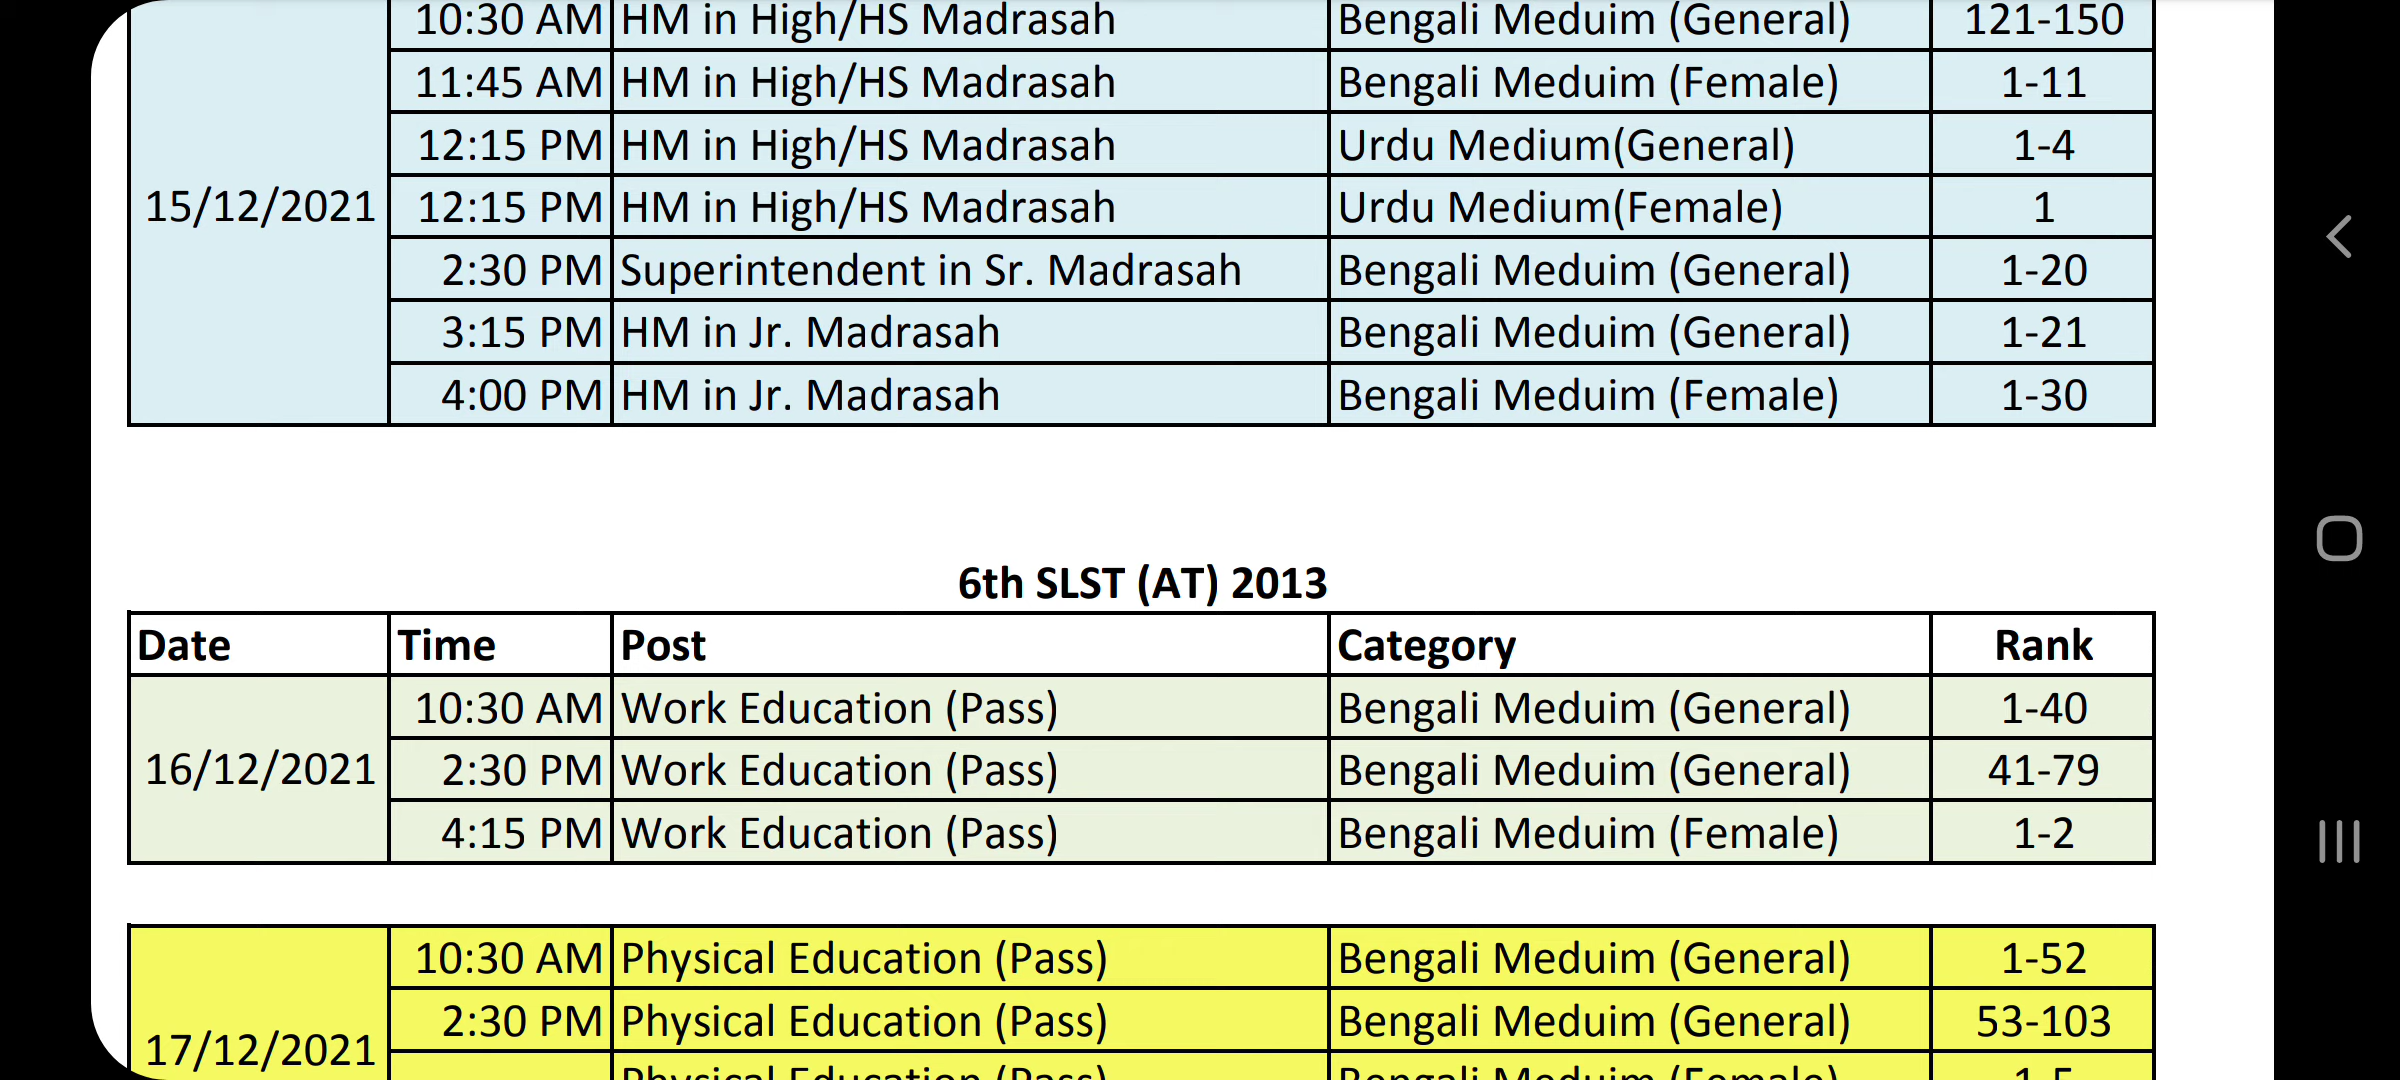 10:30 AM HM in High/HS Madrasah Bengali Meduim (General) 121-150
11:45 AM HM in High/HS Madrasah Bengali Meduim (Female) 1-11
12:15 PM HM in High/HS Madrasah Urdu Medium(General) 1-4
15/12/2021 12:15 PM HM in High/HS Madrasah Urdu Medium(Female) 1
2:30 PM Superintendent in Sr. Madrasah Bengali Meduim (General) 1-20
3:15 PM HM in Jr. Madrasah Bengali Meduim (General) 1-21
4:00 PM HM in Jr. Madrasah Bengali Meduim (Female) 1-30
6th SLST (AT) 2013
Date Time Post Category Rank
10:30 AM Work Education (Pass) Bengali Meduim (General) 1-40
16/12/2021 2:30 PM Work Education (Pass) Bengali Meduim (General) 41-79
4:15 PM Work Education (Pass) Bengali Meduim (Female) 1-2
10:30 AM Physical Education (Pass) Bengali Meduim (General) 1-52
2:30 PM Physical Education (Pass) Bengali Meduim (General) 53-103
17/12/2021 Physical Education (Pass) Bengali Meduim (Female) 1-5